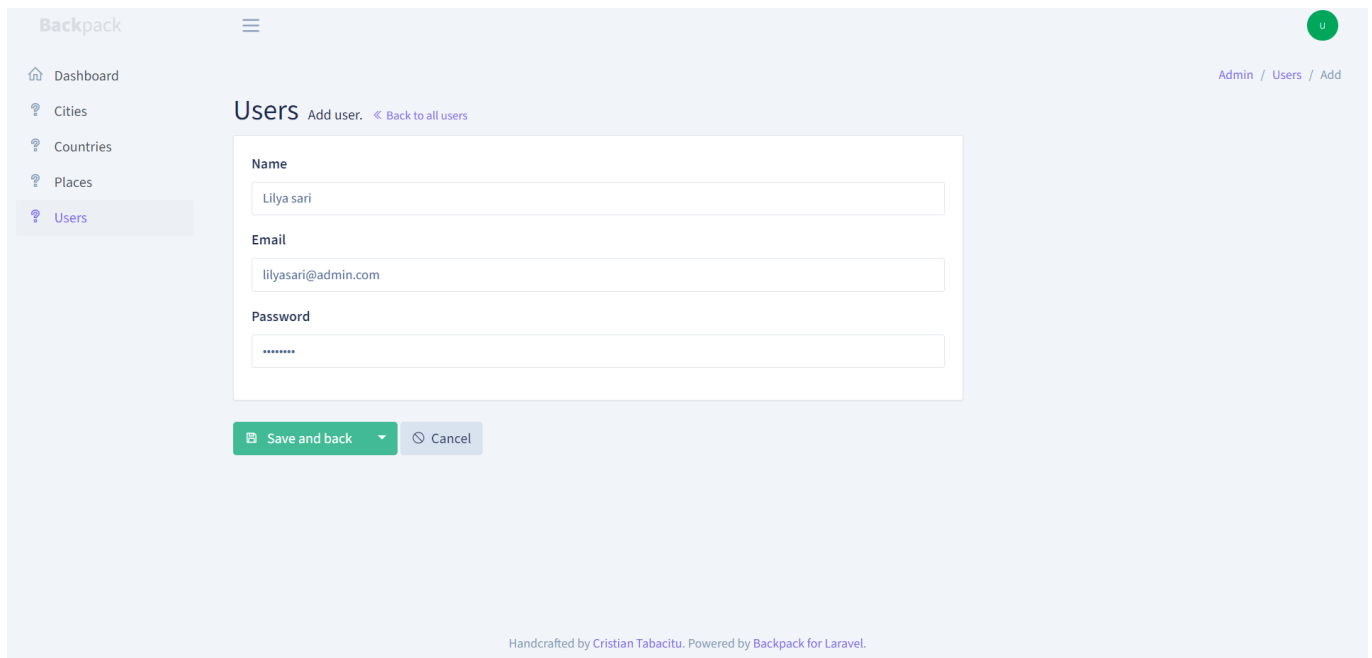 Backpack
u
Dashboard
Cities
Countries
Places
Users
Admin / Users / Add
Users Add user. « Back to all users
Name
Lilya sari
Email
lilyasari@admin.com
Password
••••••••
Save and back
Cancel
Handcrafted by Cristian Tabacitu. Powered by Backpack for Laravel.